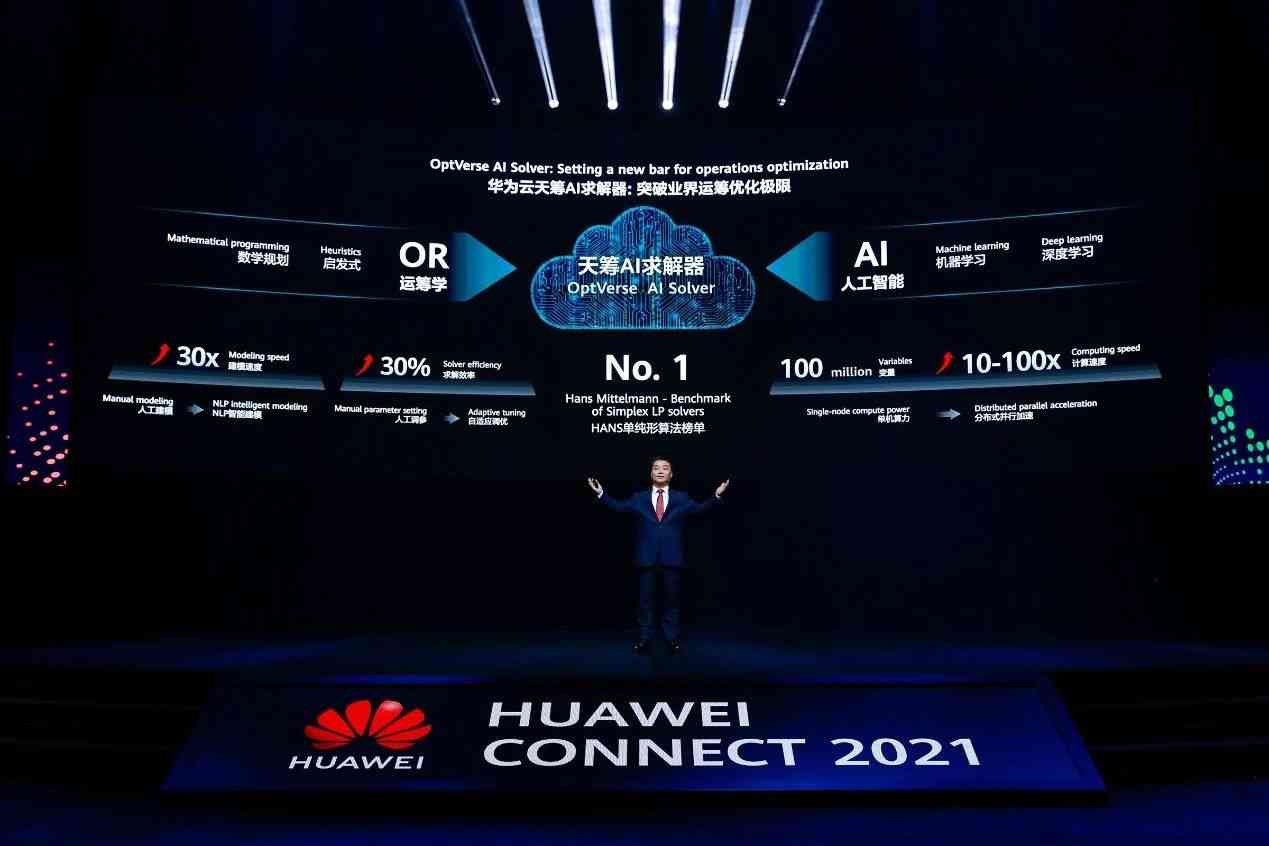 OptVerse AI Solver: Setting a new bar for operations optimization
华为云天筹AI求解器: 突破业界运筹优化极限
Mathematical programming
数学规划
Heuristics
启发式
OR
运筹学
天筹AI求解器
OptVerse AI Solver
AI
人工智能
Machine learning
机器学习
Deep learning
深度学习
30x
Modeling speed
建模速度
Manual modeling
人工建模
NLP intelligent modeling
NLP智能建模
30%
Solver efficiency
求解效率
Manual parameter setting
人工调参
Adaptive tuning
自适应调优
No. 1
Hans Mittelmann - Benchmark
of Simplex LP solvers
HANS单纯形算法榜单
100 million
Variables
变量
Single-node compute power
单机算力
10-100x
Computing speed
计算速度
Distributed parallel acceleration
分布式并行加速
HUAWEI
HUAWEI
CONNECT 2021